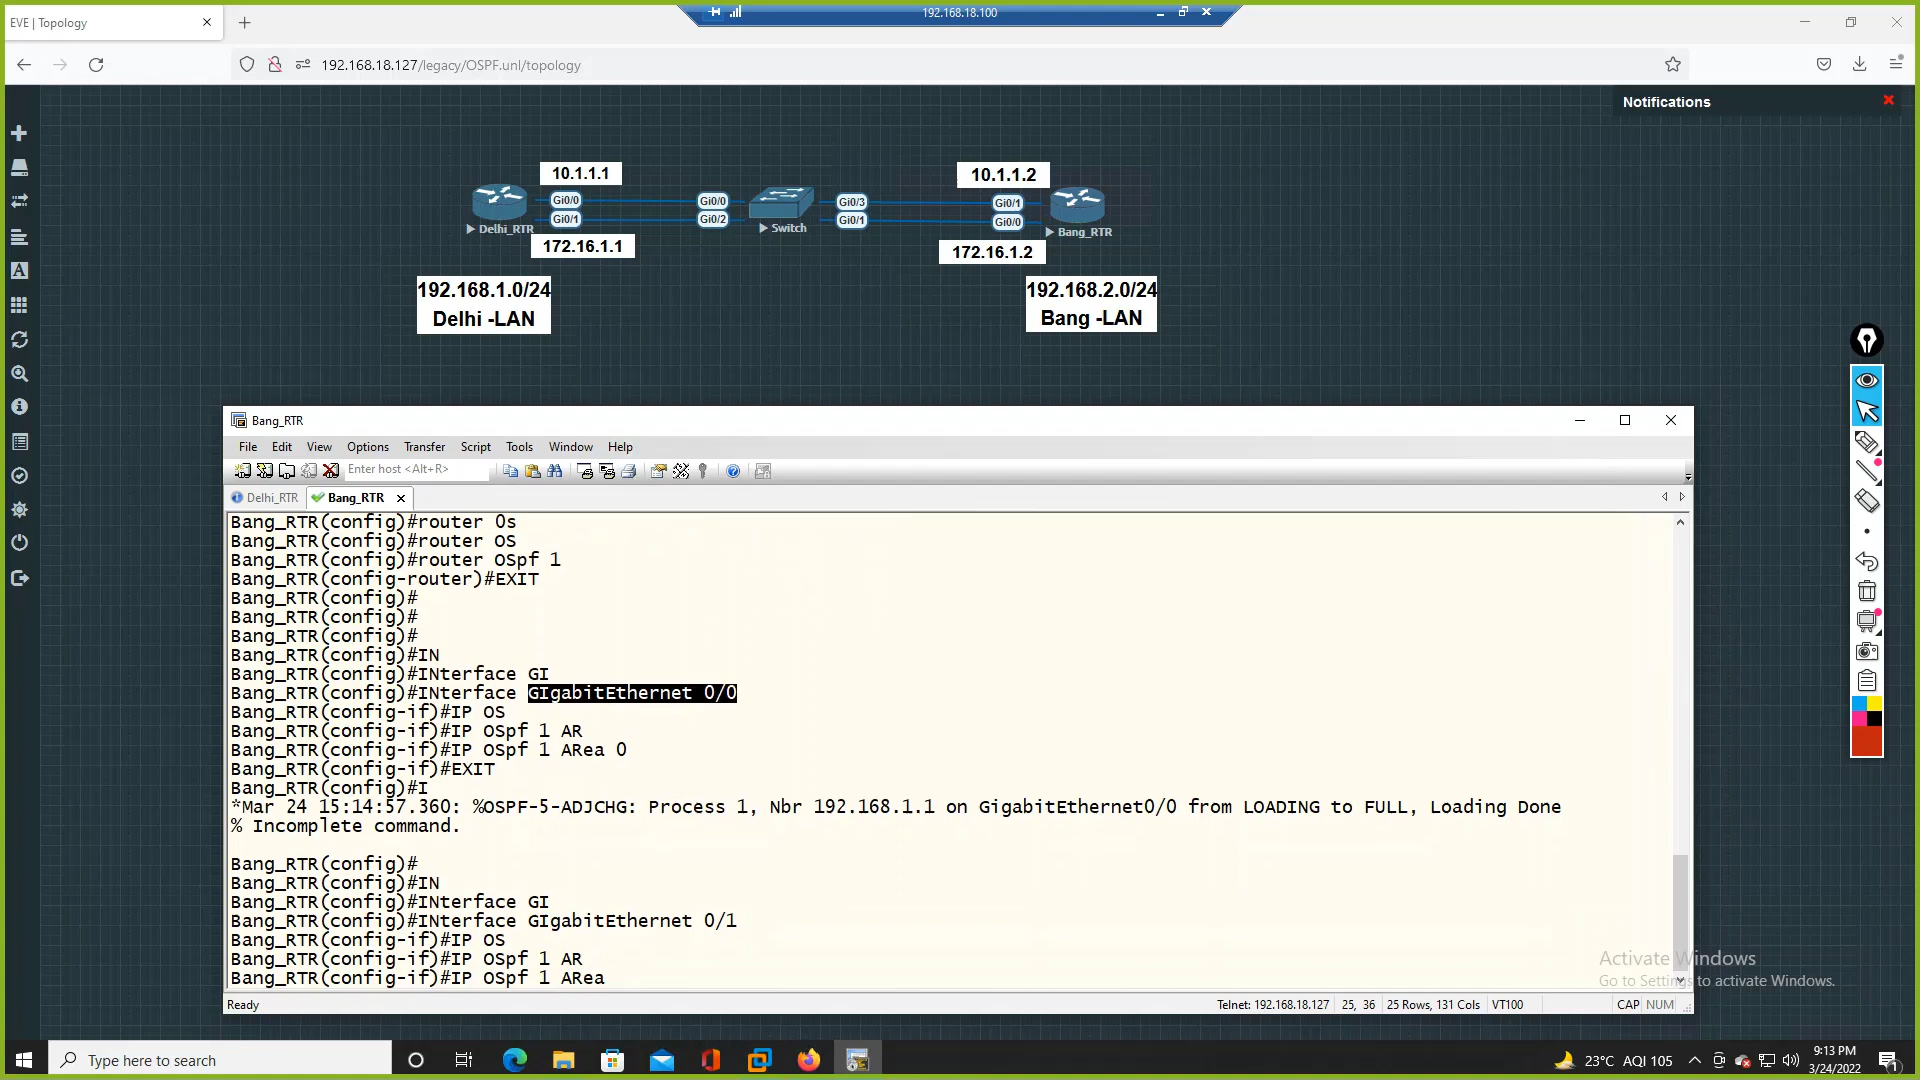 EVE | Topology
192.168.18.100
192.168.18.127/legacy/OSPF.unl/topology
Notifications
10.1.1.1
10.1.1.2
Gi0/0
Gi0/0
Gi0/3
Gi0/1
Gi0/1
Gi0/2
Gi0/1
Gi0/0
Delhi_RTR
Switch
Bang_RTR
172.16.1.1
172.16.1.2
192.168.1.0/24
Delhi -LAN
192.168.2.0/24
Bang -LAN
Bang_RTR
File Edit View Options Transfer Script Tools Window Help
Enter host <Alt+R>
Delhi_RTR
Bang_RTR
Bang_RTR(config)#router 0s
Bang_RTR(config)#router OS
Bang_RTR(config)#router OSpf 1
Bang_RTR(config-router)#EXIT
Bang_RTR(config)#
Bang_RTR(config)#
Bang_RTR(config)#
Bang_RTR(config)#IN
Bang_RTR(config)#INterface GI
Bang_RTR(config)#INterface GIgabitEthernet 0/0
Bang_RTR(config-if)#IP OS
Bang_RTR(config-if)#IP OSpf 1 AR
Bang_RTR(config-if)#IP OSpf 1 ARea 0
Bang_RTR(config-if)#EXIT
Bang_RTR(config)#I
*Mar 24 15:14:57.360: %OSPF-5-ADJCHG: Process 1, Nbr 192.168.1.1 on GigabitEthernet0/0 from LOADING to FULL, Loading Done
% Incomplete command.
Bang_RTR(config)#
Bang_RTR(config)#IN
Bang_RTR(config)#INterface GI
Bang_RTR(config)#INterface GIgabitEthernet 0/1
Bang_RTR(config-if)#IP OS
Bang_RTR(config-if)#IP OSpf 1 AR
Bang_RTR(config-if)#IP OSpf 1 ARea
Activate Windows
Go to Settings to activate Windows.
Ready
Telnet: 192.168.18.127 25, 36 25 Rows, 131 Cols VT100 CAP NUM
Type here to search
23°C AQI 105
9:13 PM
3/24/2022
1